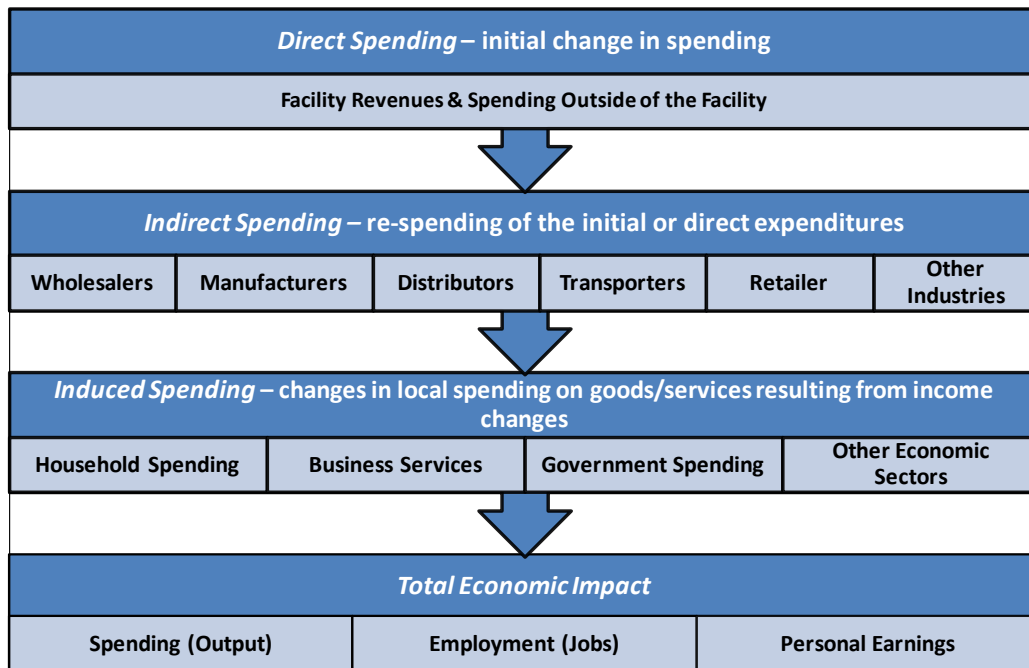 Direct Spending – initial change in spending
Facility Revenues & Spending Outside of the Facility
Indirect Spending – re-spending of the initial or direct expenditures
Wholesalers
Manufacturers
Distributors
Transporters
Retailer
Other
Industries
Induced Spending – changes in local spending on goods/services resulting from income
changes
Household Spending
Business Services
Government Spending
Other Economic
Sectors
Total Economic Impact
Spending (Output)
Employment (Jobs)
Personal Earnings